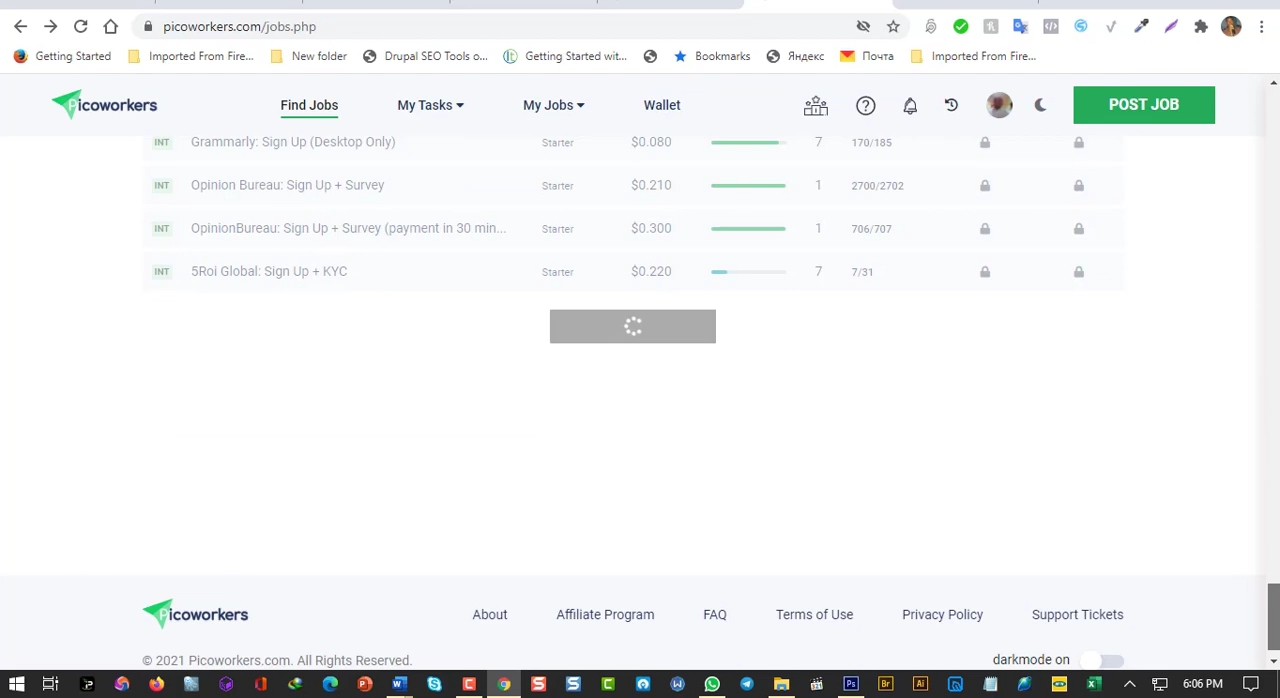 picoworkers.com/jobs.php
Getting Started Imported From Fire... New folder Drupal SEO Tools o... Getting Started wit... Bookmarks Яндекс Почта Imported From Fire...
Picoworkers Find Jobs My Tasks My Jobs Wallet POST JOB
INT Grammarly: Sign Up (Desktop Only) Starter $0.080 7 170/185
INT Opinion Bureau: Sign Up + Survey Starter $0.210 1 2700/2702
INT OpinionBureau: Sign Up + Survey (payment in 30 min... Starter $0.300 1 706/707
INT 5Roi Global: Sign Up + KYC Starter $0.220 7 7/31
Picoworkers About Affiliate Program FAQ Terms of Use Privacy Policy Support Tickets
© 2021 Picoworkers.com. All Rights Reserved. darkmode on
6:06 PM